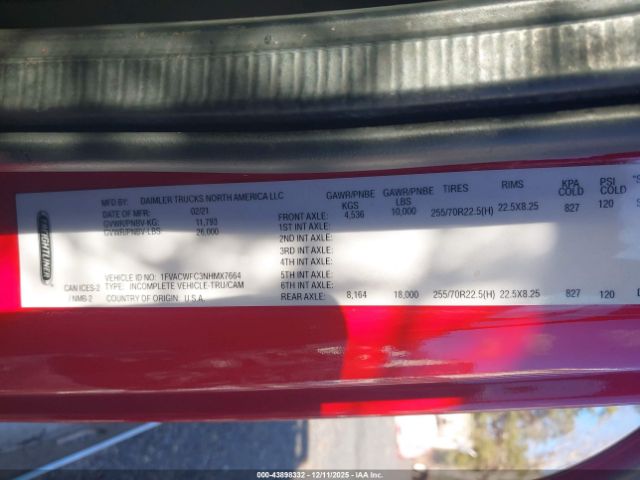 FREIGHTLINER
MFD BY: DAIMLER TRUCKS NORTH AMERICA LLC
DATE OF MFR: 02/21
GVWR/PNBV-KG: 11,793
GVWR/PNBV-LBS 26,000
VEHICLE ID: 1FVACWFC3NHMX7664
CAN ICES-2 TYPE: INCOMPLETE VEHICLE-TRU/CAM
/NMB-2 COUNTRY OF ORIGIN: U.S.A.
GAWR/PNBE GAWR/PNBE TIRES RIMS KPA PSI
KGS LBS COLD COLD
FRONT AXLE: 4,536 10,000 255/70R22.5(H) 22.5X8.25 827 120
1ST INT AXLE:
2ND INT AXLE:
3RD INT AXLE:
4TH INT AXLE:
5TH INT AXLE:
6TH INT AXLE:
REAR AXLE: 8,164 18,000 255/70R22.5(H) 22.5X8.25 827 120
000-43898332 - 12/11/2025 - IAAI.COM